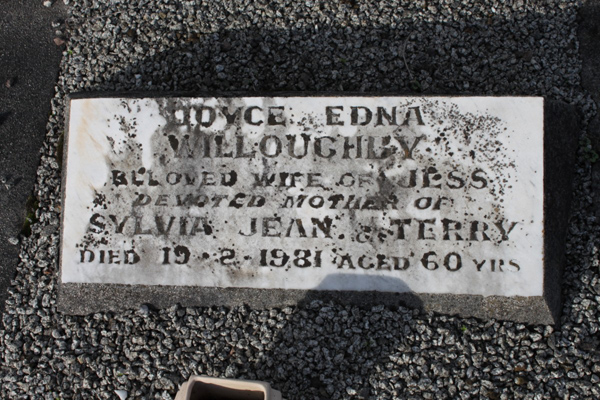 JOYCE EDNA
WILLOUGHBY
BELOVED WIFE OF JESS
DEVOTED MOTHER OF
SYLVIA JEAN & TERRY
DIED 19-2-1981 AGED 60 YRS